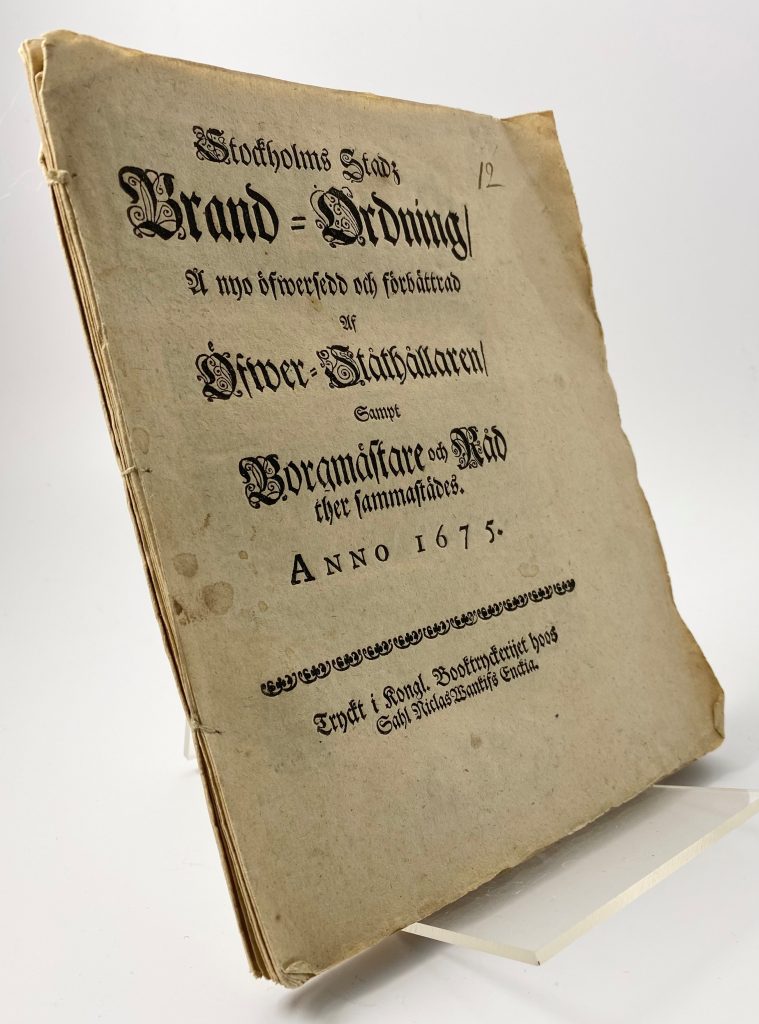 Stockholms Stadz
Brand-Ordning/
A nyo öfwersedd och förbättrad
Af
Öfwer-Ståthållaren/
Sampt
Borgmästare och Råd
ther sammastädes.
ANNO 1675.
Tryckt i Kongl. Booktryckerijet hoos
Sahl Niclas Wankifs Enckia.
12